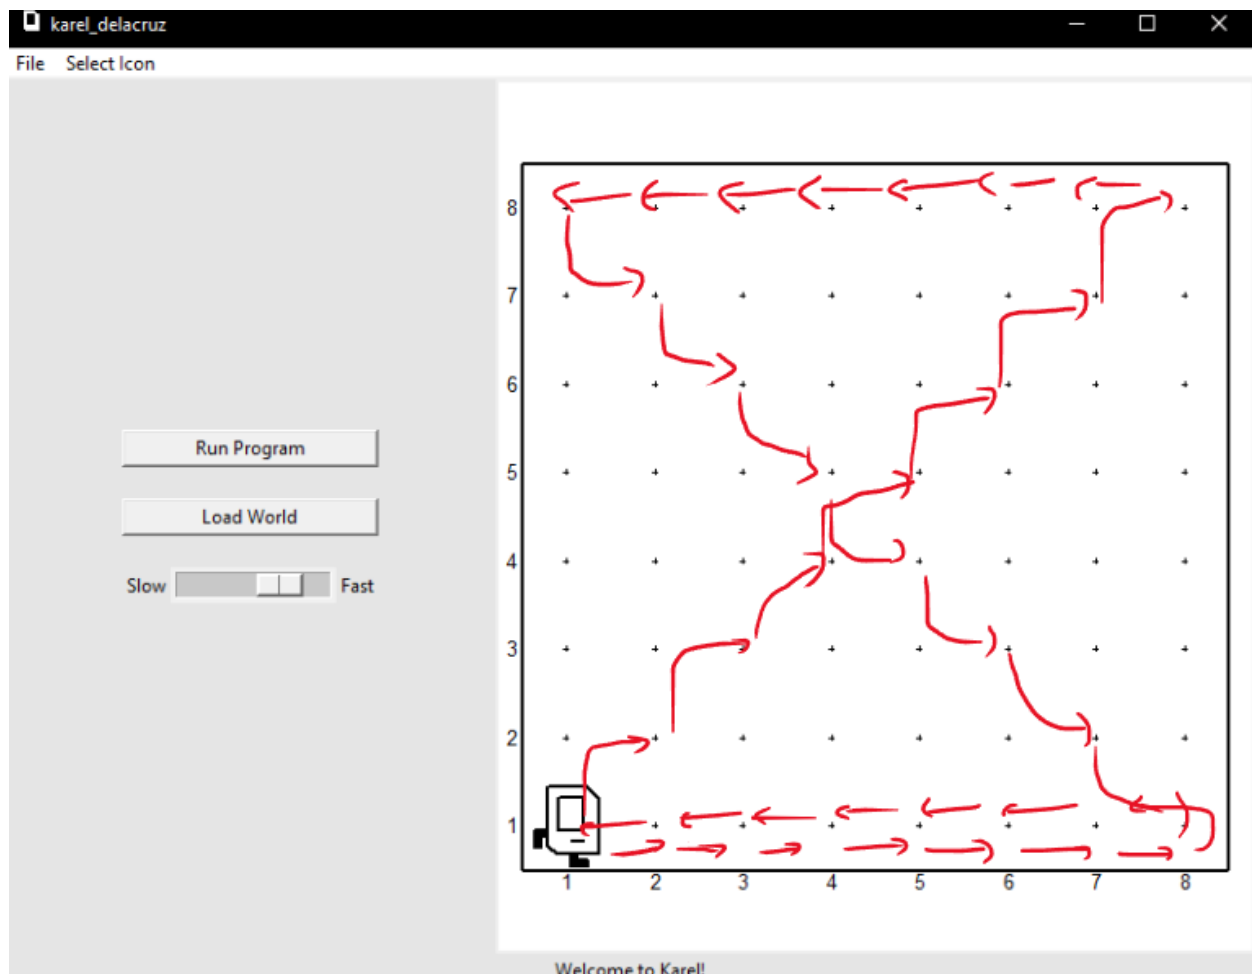 karel_delacruz
File Select Icon
8
7
6
Run Program
5
Load World
Slow Fast
4
3
2
1
1 2 3 4 5 6 7 8
Welcome to Karel!